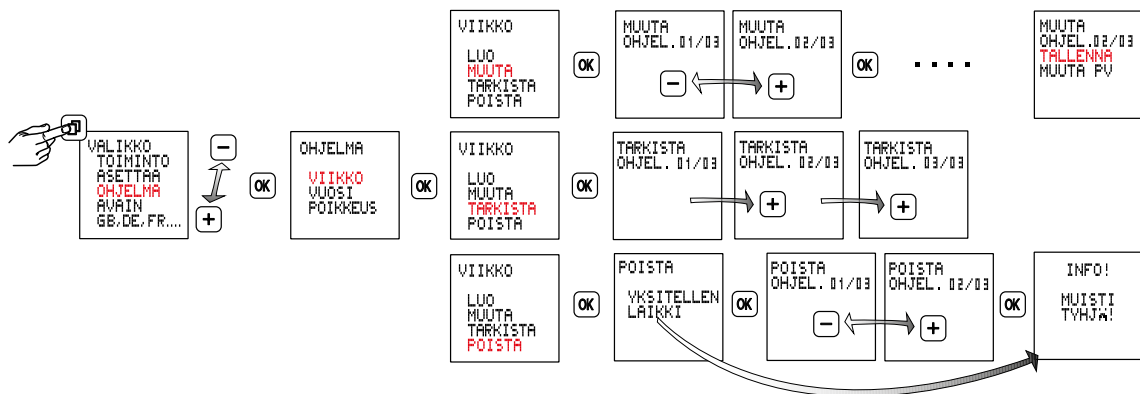 VALIKKO
TOIMINTO
ASETTAA
OHJELMA
AVAIN
GB,DE,FR....
−
+
OK
OHJELMA
VIIKKO
VUOSI
POIKKEUS
OK
VIIKKO
LUO
MUUTA
TARKISTA
POISTA
OK
MUUTA
OHJEL.01/03
−
MUUTA
OHJEL.02/03
+
OK
....
MUUTA
OHJEL.02/03
TALLENNA
MUUTA PV
VIIKKO
LUO
MUUTA
TARKISTA
POISTA
OK
TARKISTA
OHJEL.01/03
TARKISTA
OHJEL.02/03
+
TARKISTA
OHJEL.03/03
+
VIIKKO
LUO
MUUTA
TARKISTA
POISTA
OK
POISTA
YKSITELLEN
LAIKKI
OK
POISTA
OHJEL.01/03
−
POISTA
OHJEL.02/03
+
OK
INFO!
MUISTI
TYHJÄ!